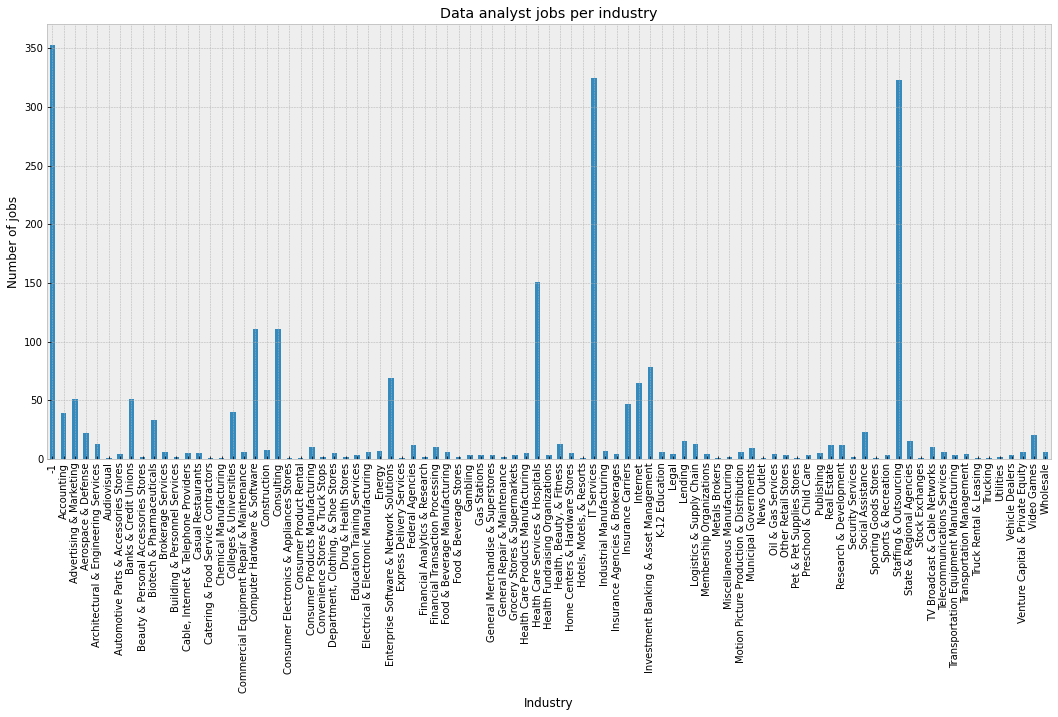 Data analyst jobs per industry
Number of jobs
350
300
250
200
150
100
50
0
-1
Accounting
Advertising & Marketing
Aerospace & Defense
Architectural & Engineering Services
Audiovisual
Automotive Parts & Accessories Stores
Banks & Credit Unions
Beauty & Personal Accessories Stores
Biotech & Pharmaceuticals
Brokerage Services
Building & Personnel Services
Cable, Internet & Telephone Providers
Casual Restaurants
Catering & Food Service Contractors
Chemical Manufacturing
Colleges & Universities
Commercial Equipment Repair & Maintenance
Computer Hardware & Software
Construction
Consulting
Consumer Electronics & Appliances Stores
Consumer Product Rental
Consumer Products Manufacturing
Convenience Stores & Truck Stops
Department, Clothing, & Shoe Stores
Drug & Health Stores
Education Training Services
Electrical & Electronic Manufacturing
Energy
Enterprise Software & Network Solutions
Express Delivery Services
Federal Agencies
Financial Analytics & Research
Financial Transaction Processing
Food & Beverage Manufacturing
Food & Beverage Stores
Gambling
Gas Stations
General Merchandise & Superstores
General Repair & Maintenance
Grocery Stores & Supermarkets
Health Care Products Manufacturing
Health Care Services & Hospitals
Health Fundraising Organizations
Health, Beauty, & Fitness
Home Centers & Hardware Stores
Hotels, Motels, & Resorts
IT Services
Industrial Manufacturing
Insurance Agencies & Brokerages
Insurance Carriers
Internet
Investment Banking & Asset Management
K-12 Education
Legal
Lending
Logistics & Supply Chain
Membership Organizations
Metals Brokers
Miscellaneous Manufacturing
Motion Picture Production & Distribution
Municipal Governments
News Outlet
Oil & Gas Services
Other Retail Stores
Pet & Pet Supplies Stores
Preschool & Child Care
Publishing
Real Estate
Research & Development
Security Services
Social Assistance
Sporting Goods Stores
Sports & Recreation
Staffing & Outsourcing
State & Regional Agencies
Stock Exchanges
TV Broadcast & Cable Networks
Telecommunications Services
Transportation Equipment Manufacturing
Transportation Management
Truck Rental & Leasing
Trucking
Utilities
Vehicle Dealers
Venture Capital & Private Equity
Video Games
Wholesale
Industry